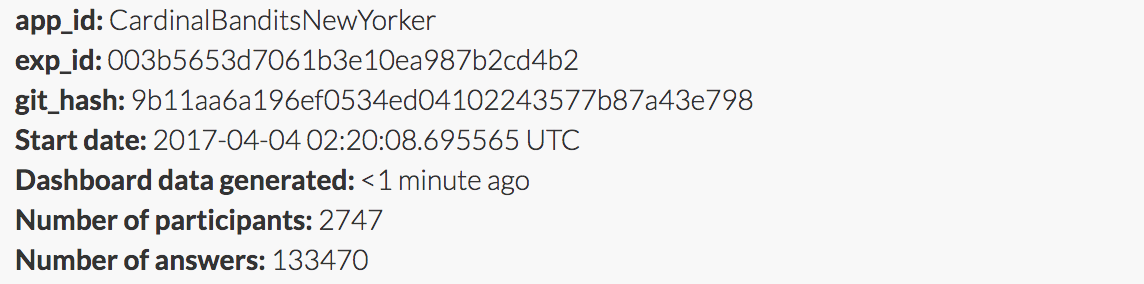 app_id: CardinalBanditsNewYorker
exp_id: 003b5653d7061b3e10ea987b2cd4b2
git_hash: 9b11aa6a196ef0534ed04102243577b87a43e798
Start date: 2017-04-04 02:20:08.695565 UTC
Dashboard data generated: <1 minute ago
Number of participants: 2747
Number of answers: 133470